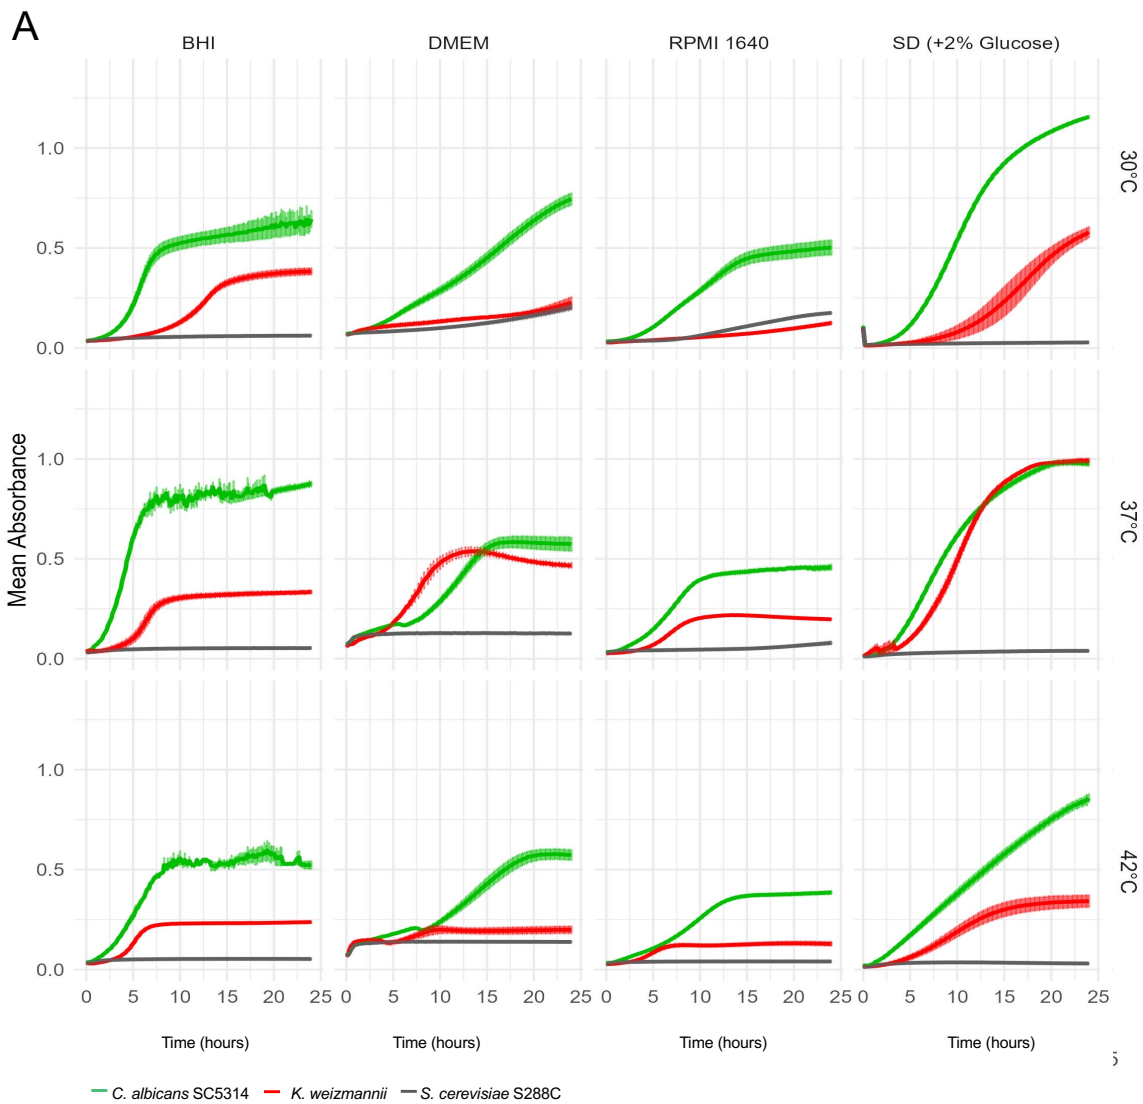 A
BHI DMEM RPMI 1640 SD (+2% Glucose)
1.0
0.5
0.0
30°C
Mean Absorbance
1.0
0.5
0.0
37°C
1.0
0.5
0.0
42°C
0 5 10 15 20 25 0 5 10 15 20 25 0 5 10 15 20 25 0 5 10 15 20 25
Time (hours) Time (hours) Time (hours) Time (hours)
5
C. albicans SC5314 K. weizmannii S. cerevisiae S288C